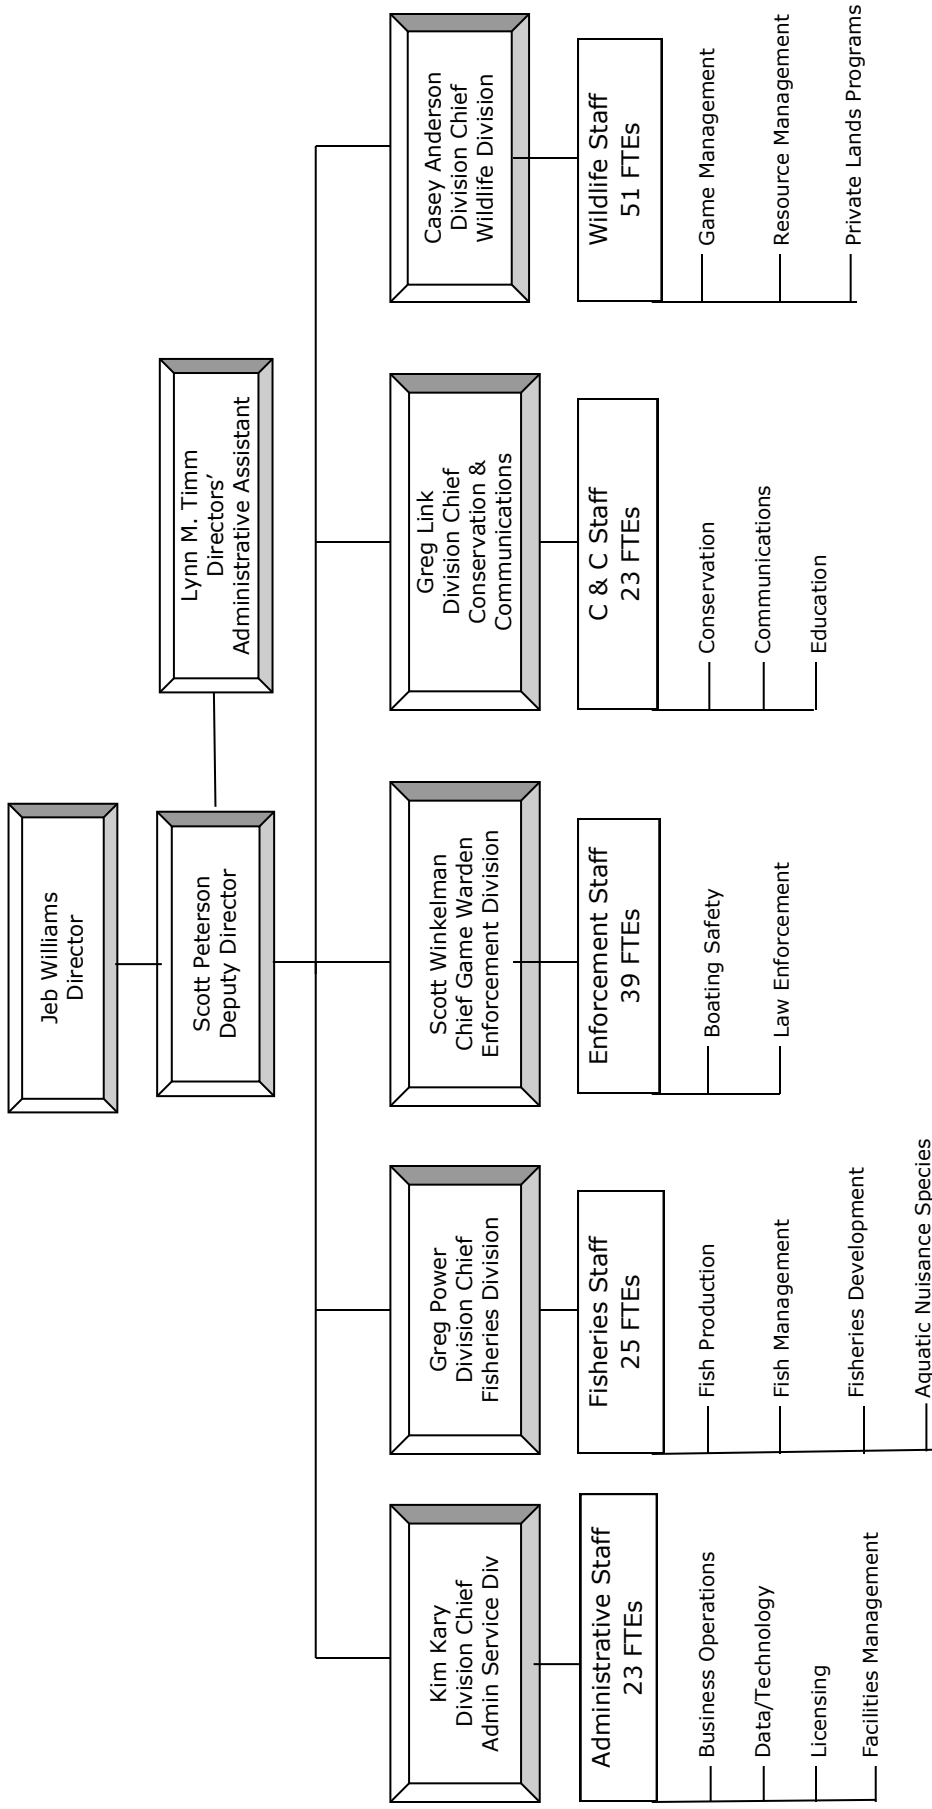 Jeb Williams
Director
Scott Peterson
Deputy Director
Lynn M. Timm
Directors’
Administrative Assistant
Kim Kary
Division Chief
Admin Service Div
Greg Power
Division Chief
Fisheries Division
Scott Winkelman
Chief Game Warden
Enforcement Division
Greg Link
Division Chief
Conservation &
Communications
Casey Anderson
Division Chief
Wildlife Division
Administrative Staff
23 FTEs
Business Operations
Data/Technology
Licensing
Facilities Management
Fisheries Staff
25 FTEs
Fish Production
Fish Management
Fisheries Development
Aquatic Nuisance Species
Enforcement Staff
39 FTEs
Boating Safety
Law Enforcement
C & C Staff
23 FTEs
Conservation
Communications
Education
Wildlife Staff
51 FTEs
Game Management
Resource Management
Private Lands Programs